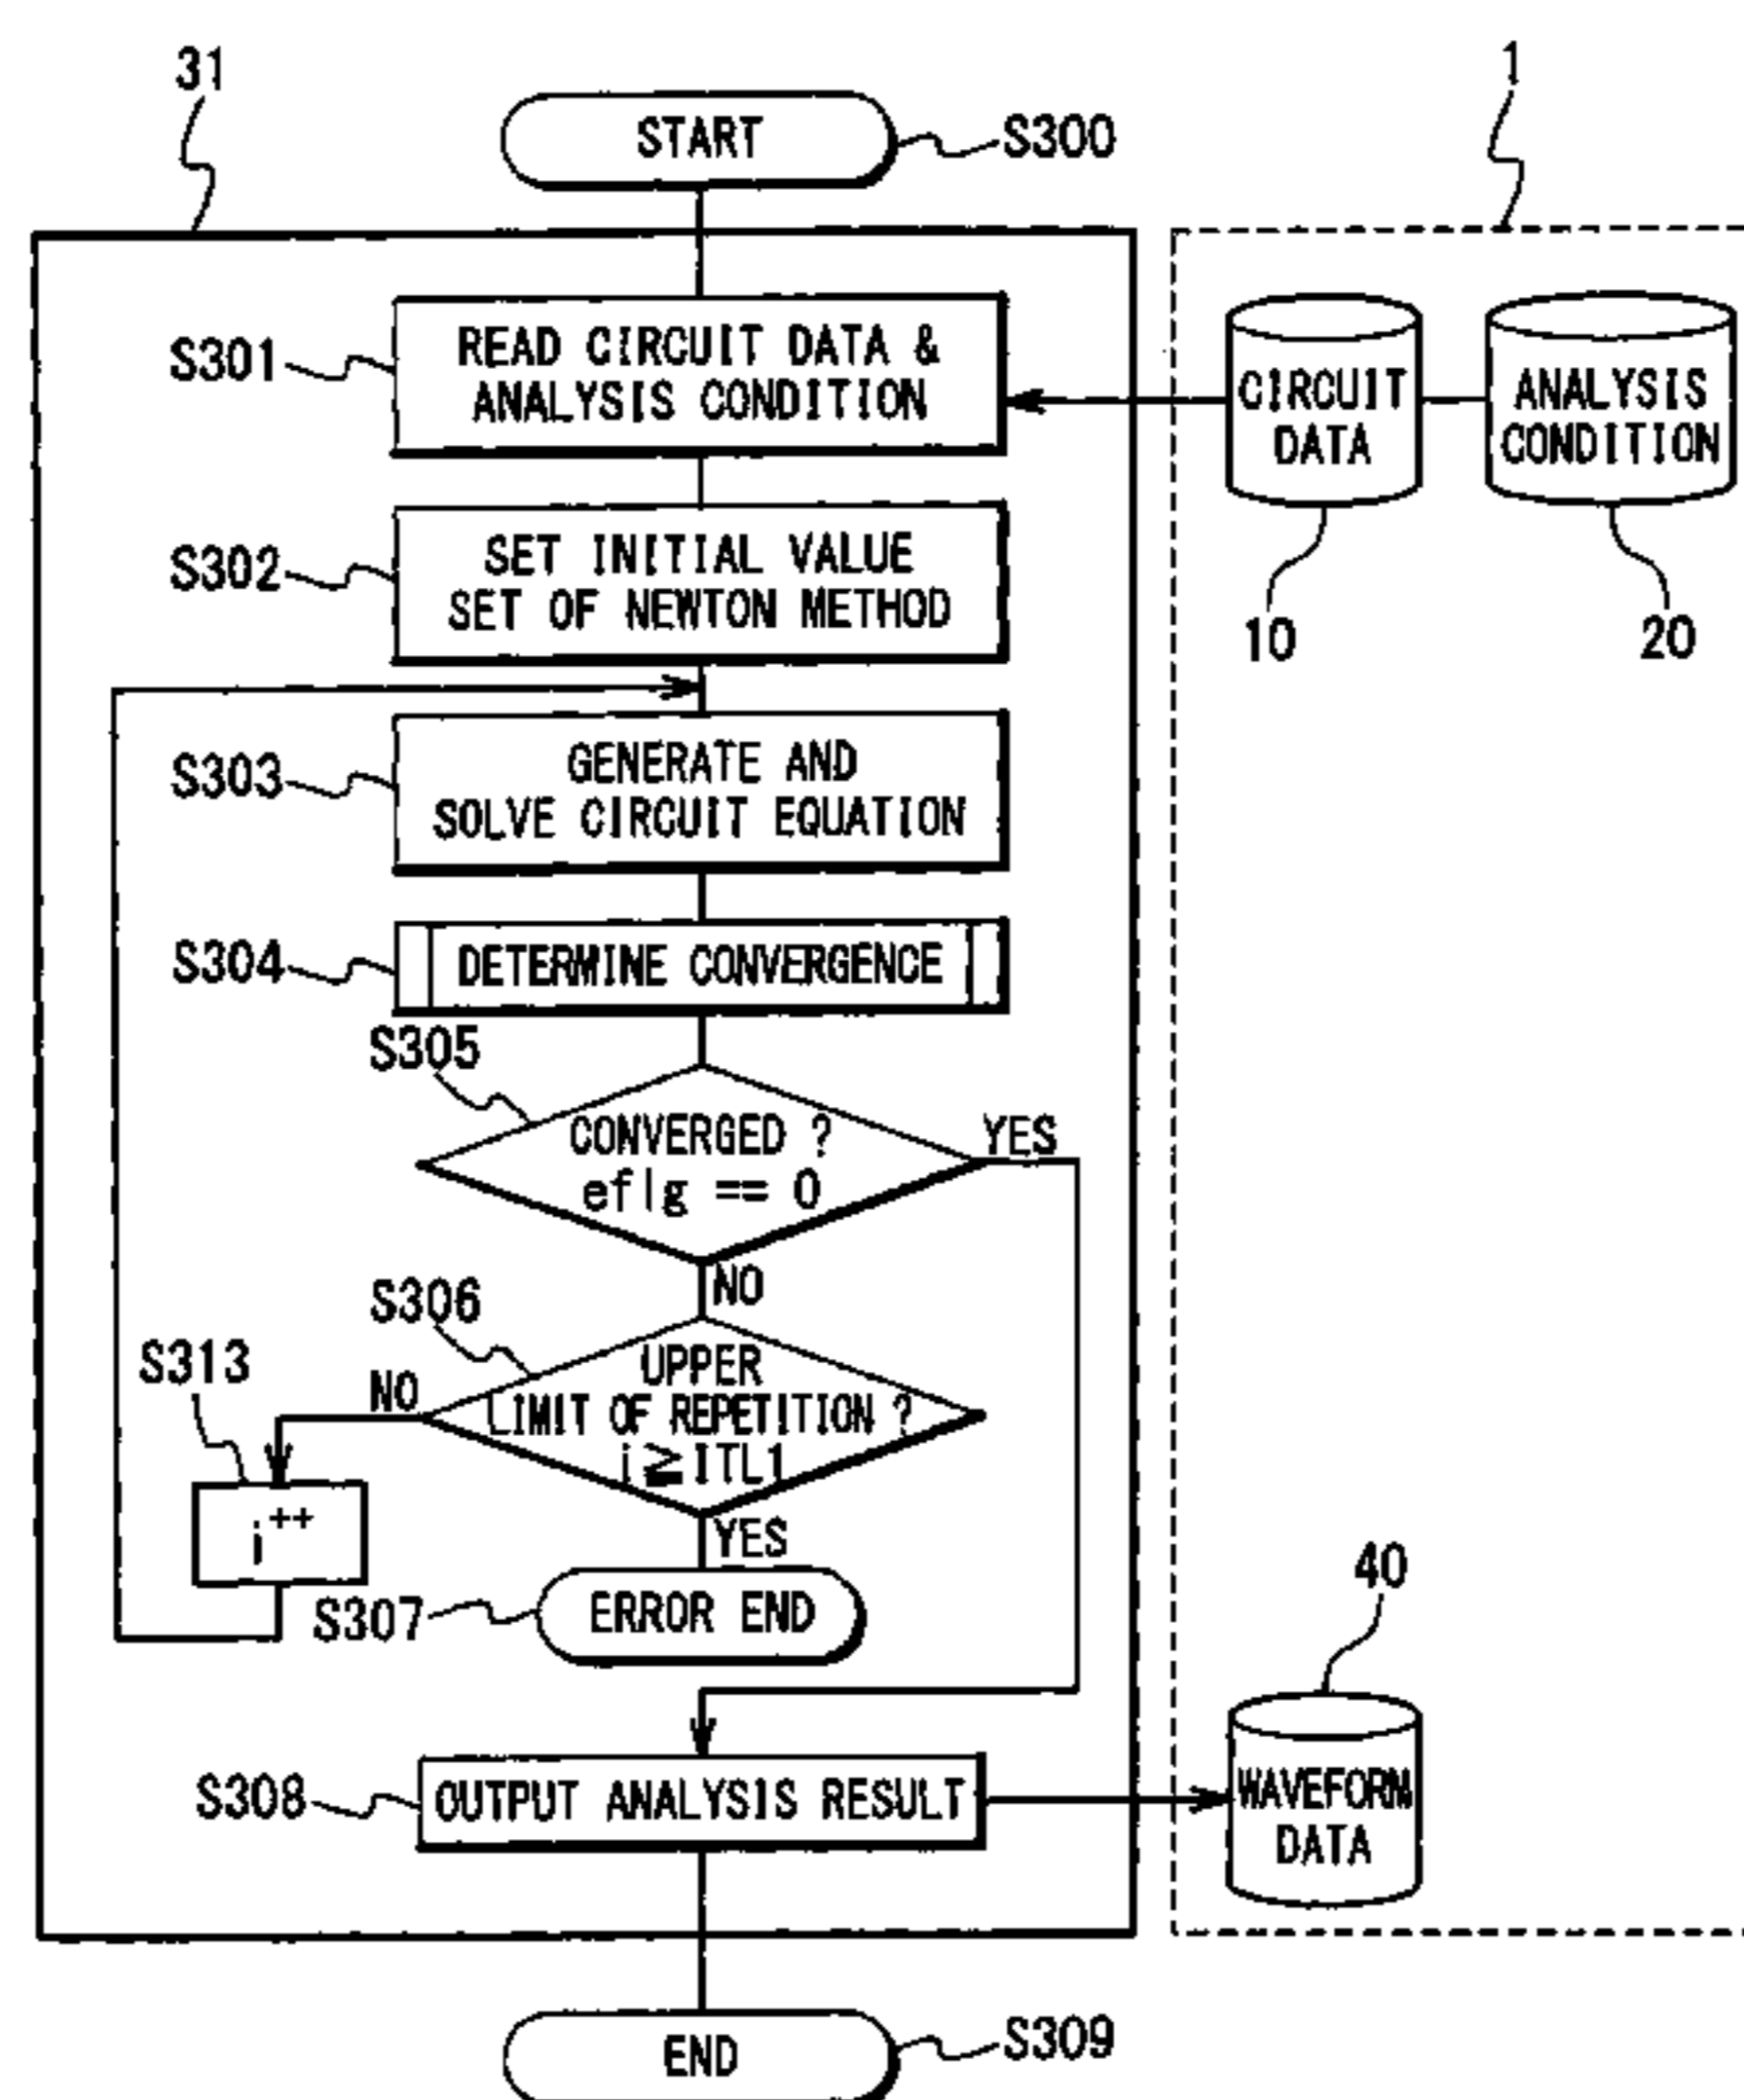 31
1
START
S300
S301
READ CIRCUIT DATA &
ANALYSIS CONDITION
CIRCUIT
DATA
ANALYSIS
CONDITION
S302
SET INITIAL VALUE
SET OF NEWTON METHOD
10
20
S303
GENERATE AND
SOLVE CIRCUIT EQUATION
S304
DETERMINE CONVERGENCE
S305
CONVERGED ?
eflg == 0
YES
NO
S306
UPPER
LIMIT OF REPETITION ?
i≧ITL1
NO
S313
i++
YES
S307
ERROR END
40
S308
OUTPUT ANALYSIS RESULT
WAVEFORM
DATA
END
S309